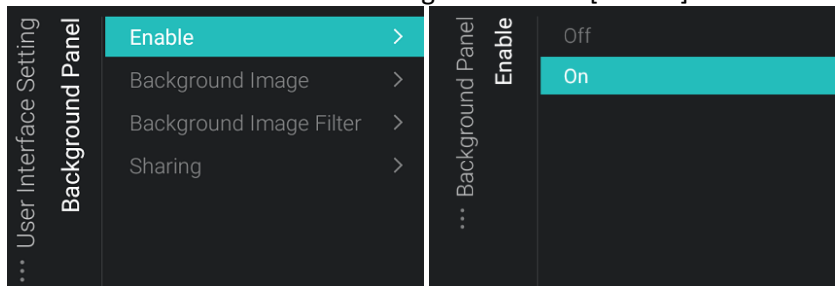 ... User Interface Setting
Background Panel
Enable
Background Image
Background Image Filter
Sharing
... Background Panel
Enable
Off
On